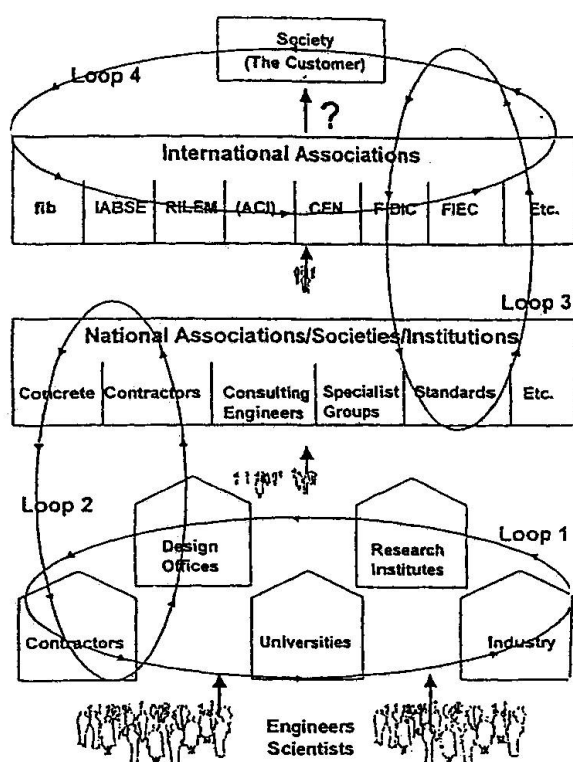 Society
(The Customer)
Loop 4
?
International Associations
fib IABSE RILEM (ACI) CEN FIDIC FIEC Etc.
Loop 3
National Associations/Societies/Institutions
Concrete Contractors Consulting Engineers Specialist Groups Standards Etc.
Loop 2
Loop 1
Design
Offices
Research
Institutes
Contractors Universities Industry
Engineers
Scientists